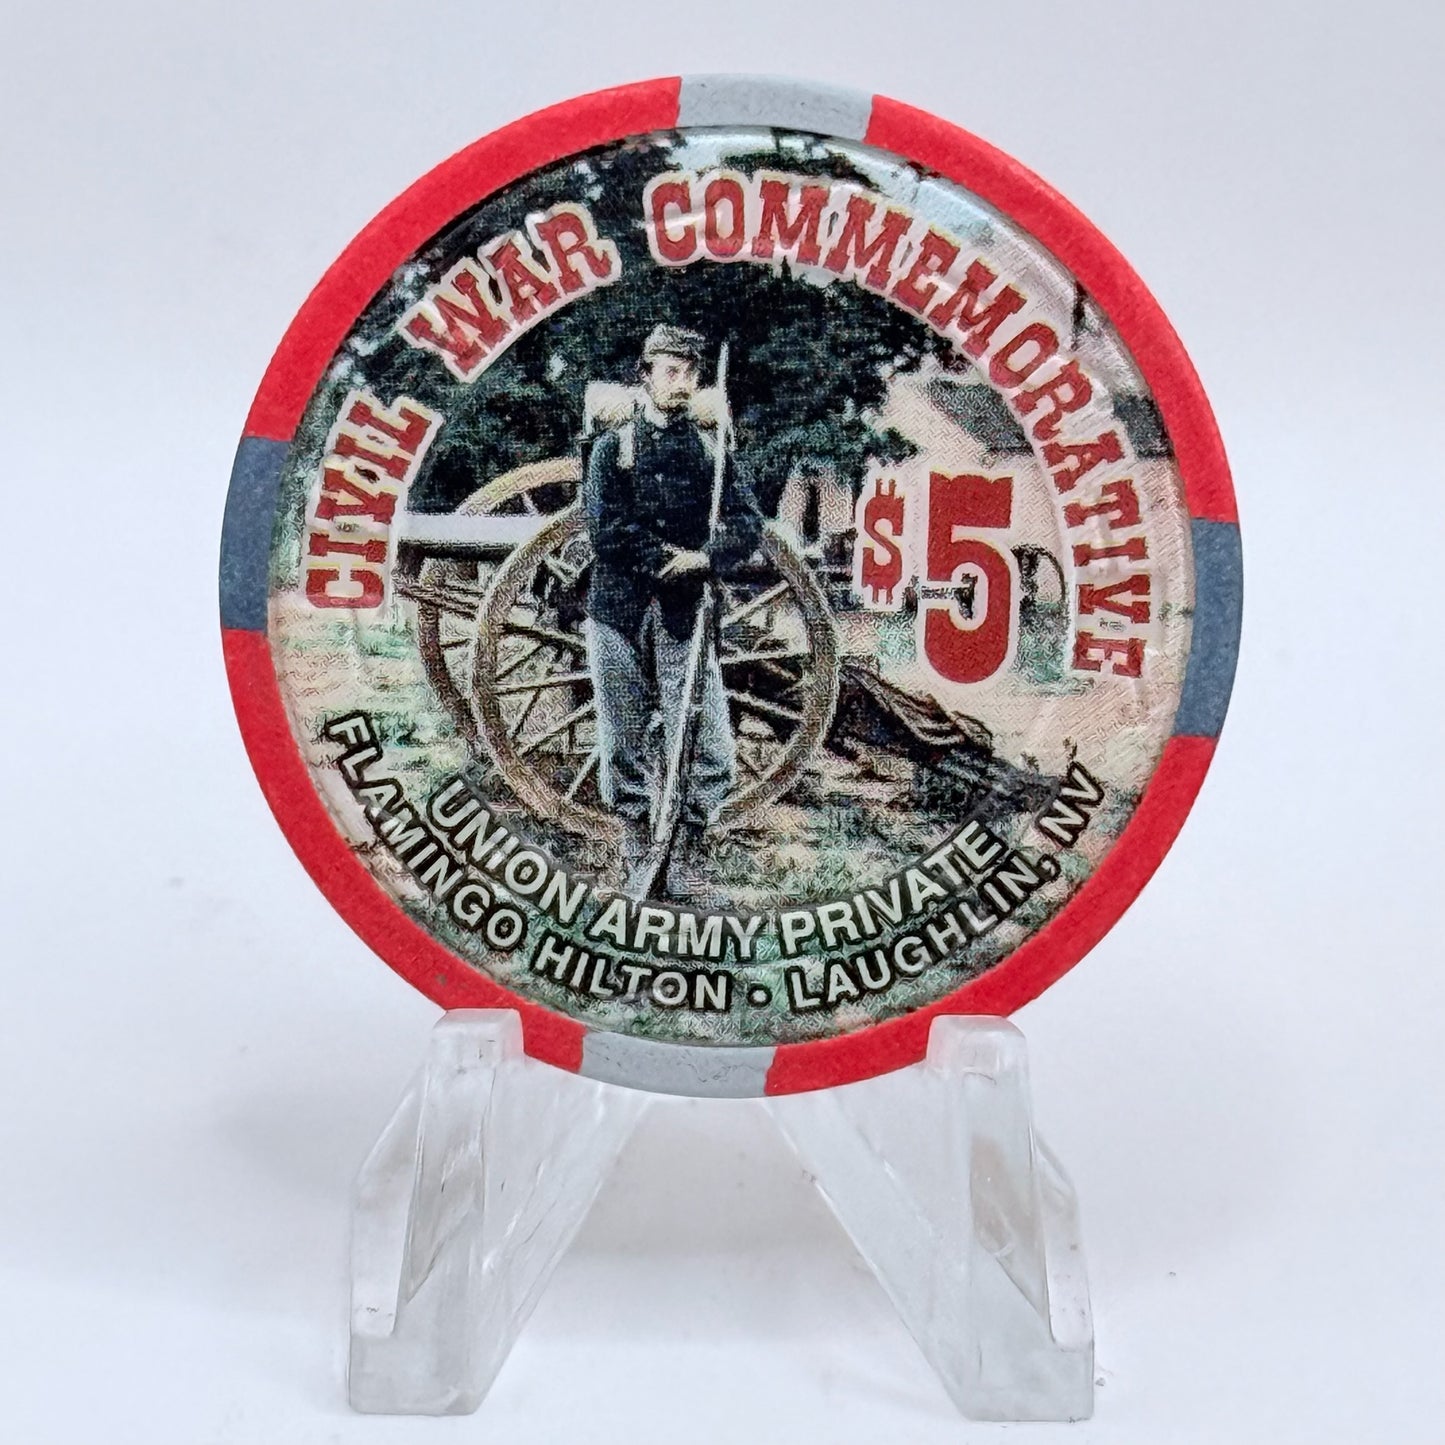 CIVIL WAR COMMEMORATIVE
$5
UNION ARMY PRIVATE
FLAMINGO HILTON • LAUGHLIN, NV